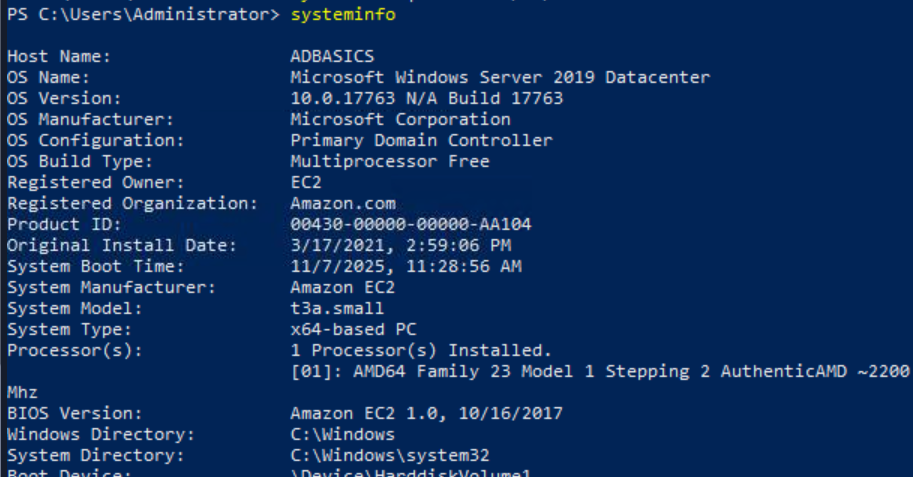 PS C:\Users\Administrator> systeminfo
Host Name: ADBASICS
OS Name: Microsoft Windows Server 2019 Datacenter
OS Version: 10.0.17763 N/A Build 17763
OS Manufacturer: Microsoft Corporation
OS Configuration: Primary Domain Controller
OS Build Type: Multiprocessor Free
Registered Owner: EC2
Registered Organization: Amazon.com
Product ID: 00430-00000-00000-AA104
Original Install Date: 3/17/2021, 2:59:06 PM
System Boot Time: 11/7/2025, 11:28:56 AM
System Manufacturer: Amazon EC2
System Model: t3a.small
System Type: x64-based PC
Processor(s): 1 Processor(s) Installed.
[01]: AMD64 Family 23 Model 1 Stepping 2 AuthenticAMD ~2200
Mhz
BIOS Version: Amazon EC2 1.0, 10/16/2017
Windows Directory: C:\Windows
System Directory: C:\Windows\system32
Boot Device: \Device\HarddiskVolume1